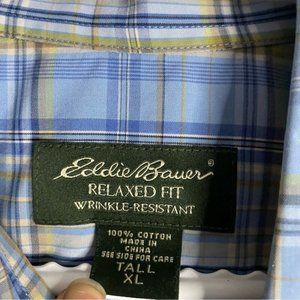 Eddie Bauer®
RELAXED FIT
WRINKLE-RESISTANT
100% COTTON
MADE IN
CHINA
SEE SIDE FOR CARE
TALL
XL